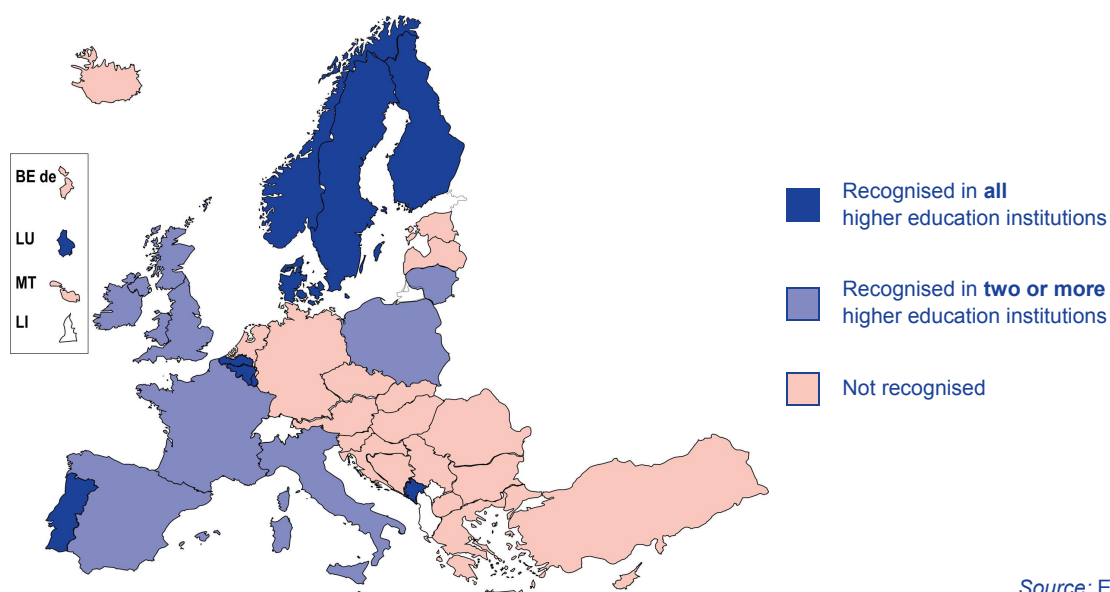 BE de
LU
MT
LI
Recognised in all
higher education institutions
Recognised in two or more
higher education institutions
Not recognised
Source: E